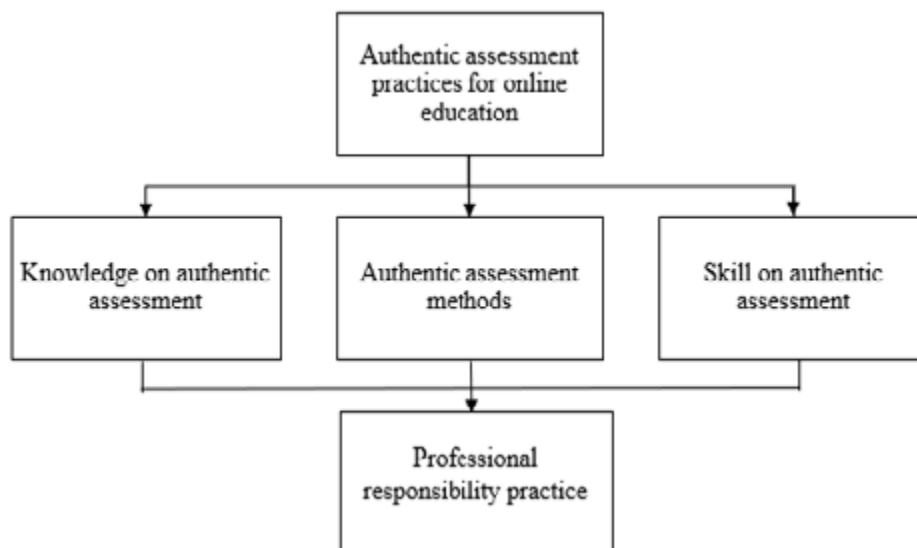 Authentic assessment
practices for online
education
Knowledge on authentic
assessment
Authentic assessment
methods
Skill on authentic
assessment
Professional
responsibility practice